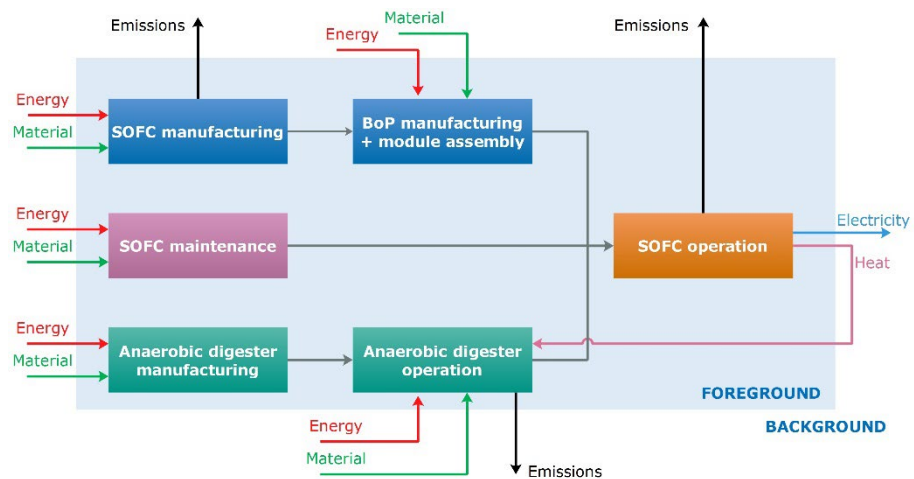 Emissions
Material
Energy
Emissions
Energy
Material
SOFC manufacturing
BoP manufacturing
+ module assembly
Energy
Material
SOFC maintenance
SOFC operation
Electricity
Heat
Energy
Material
Anaerobic digester
manufacturing
Anaerobic digester
operation
FOREGROUND
BACKGROUND
Energy
Material
Emissions